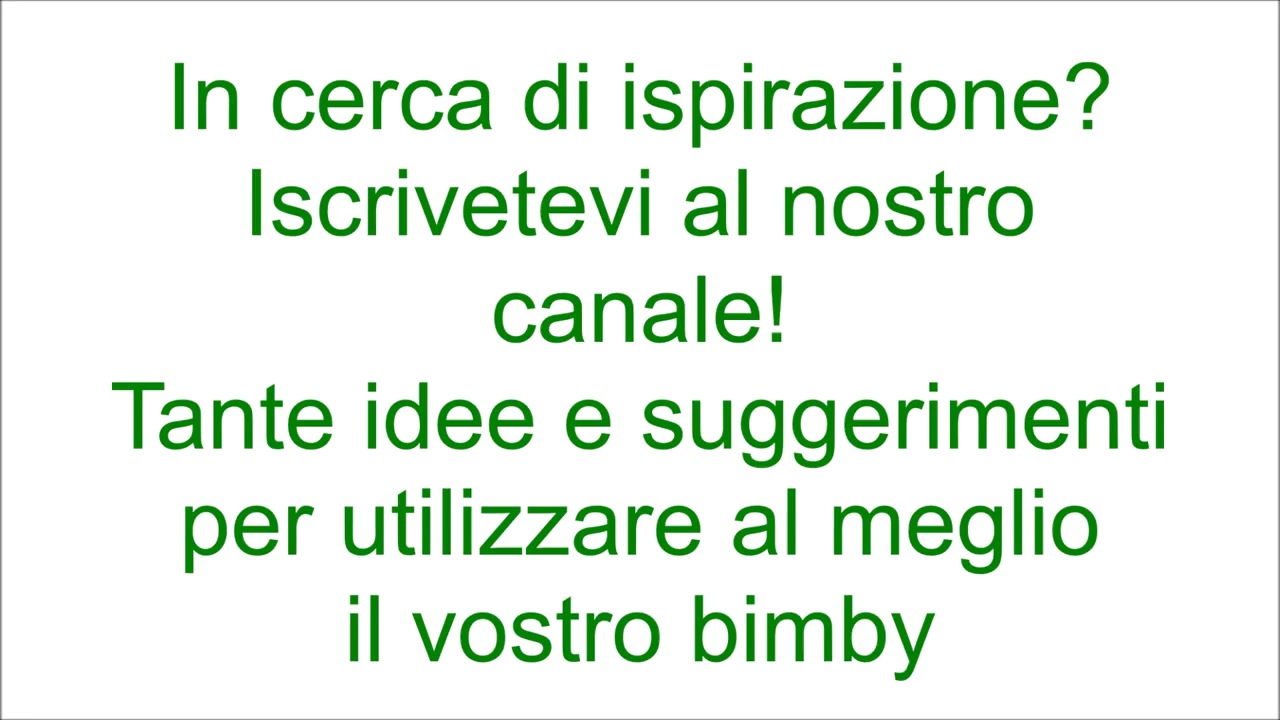 In cerca di ispirazione?
Iscrivetevi al nostro
canale!
Tante idee e suggerimenti
per utilizzare al meglio
il vostro bimby